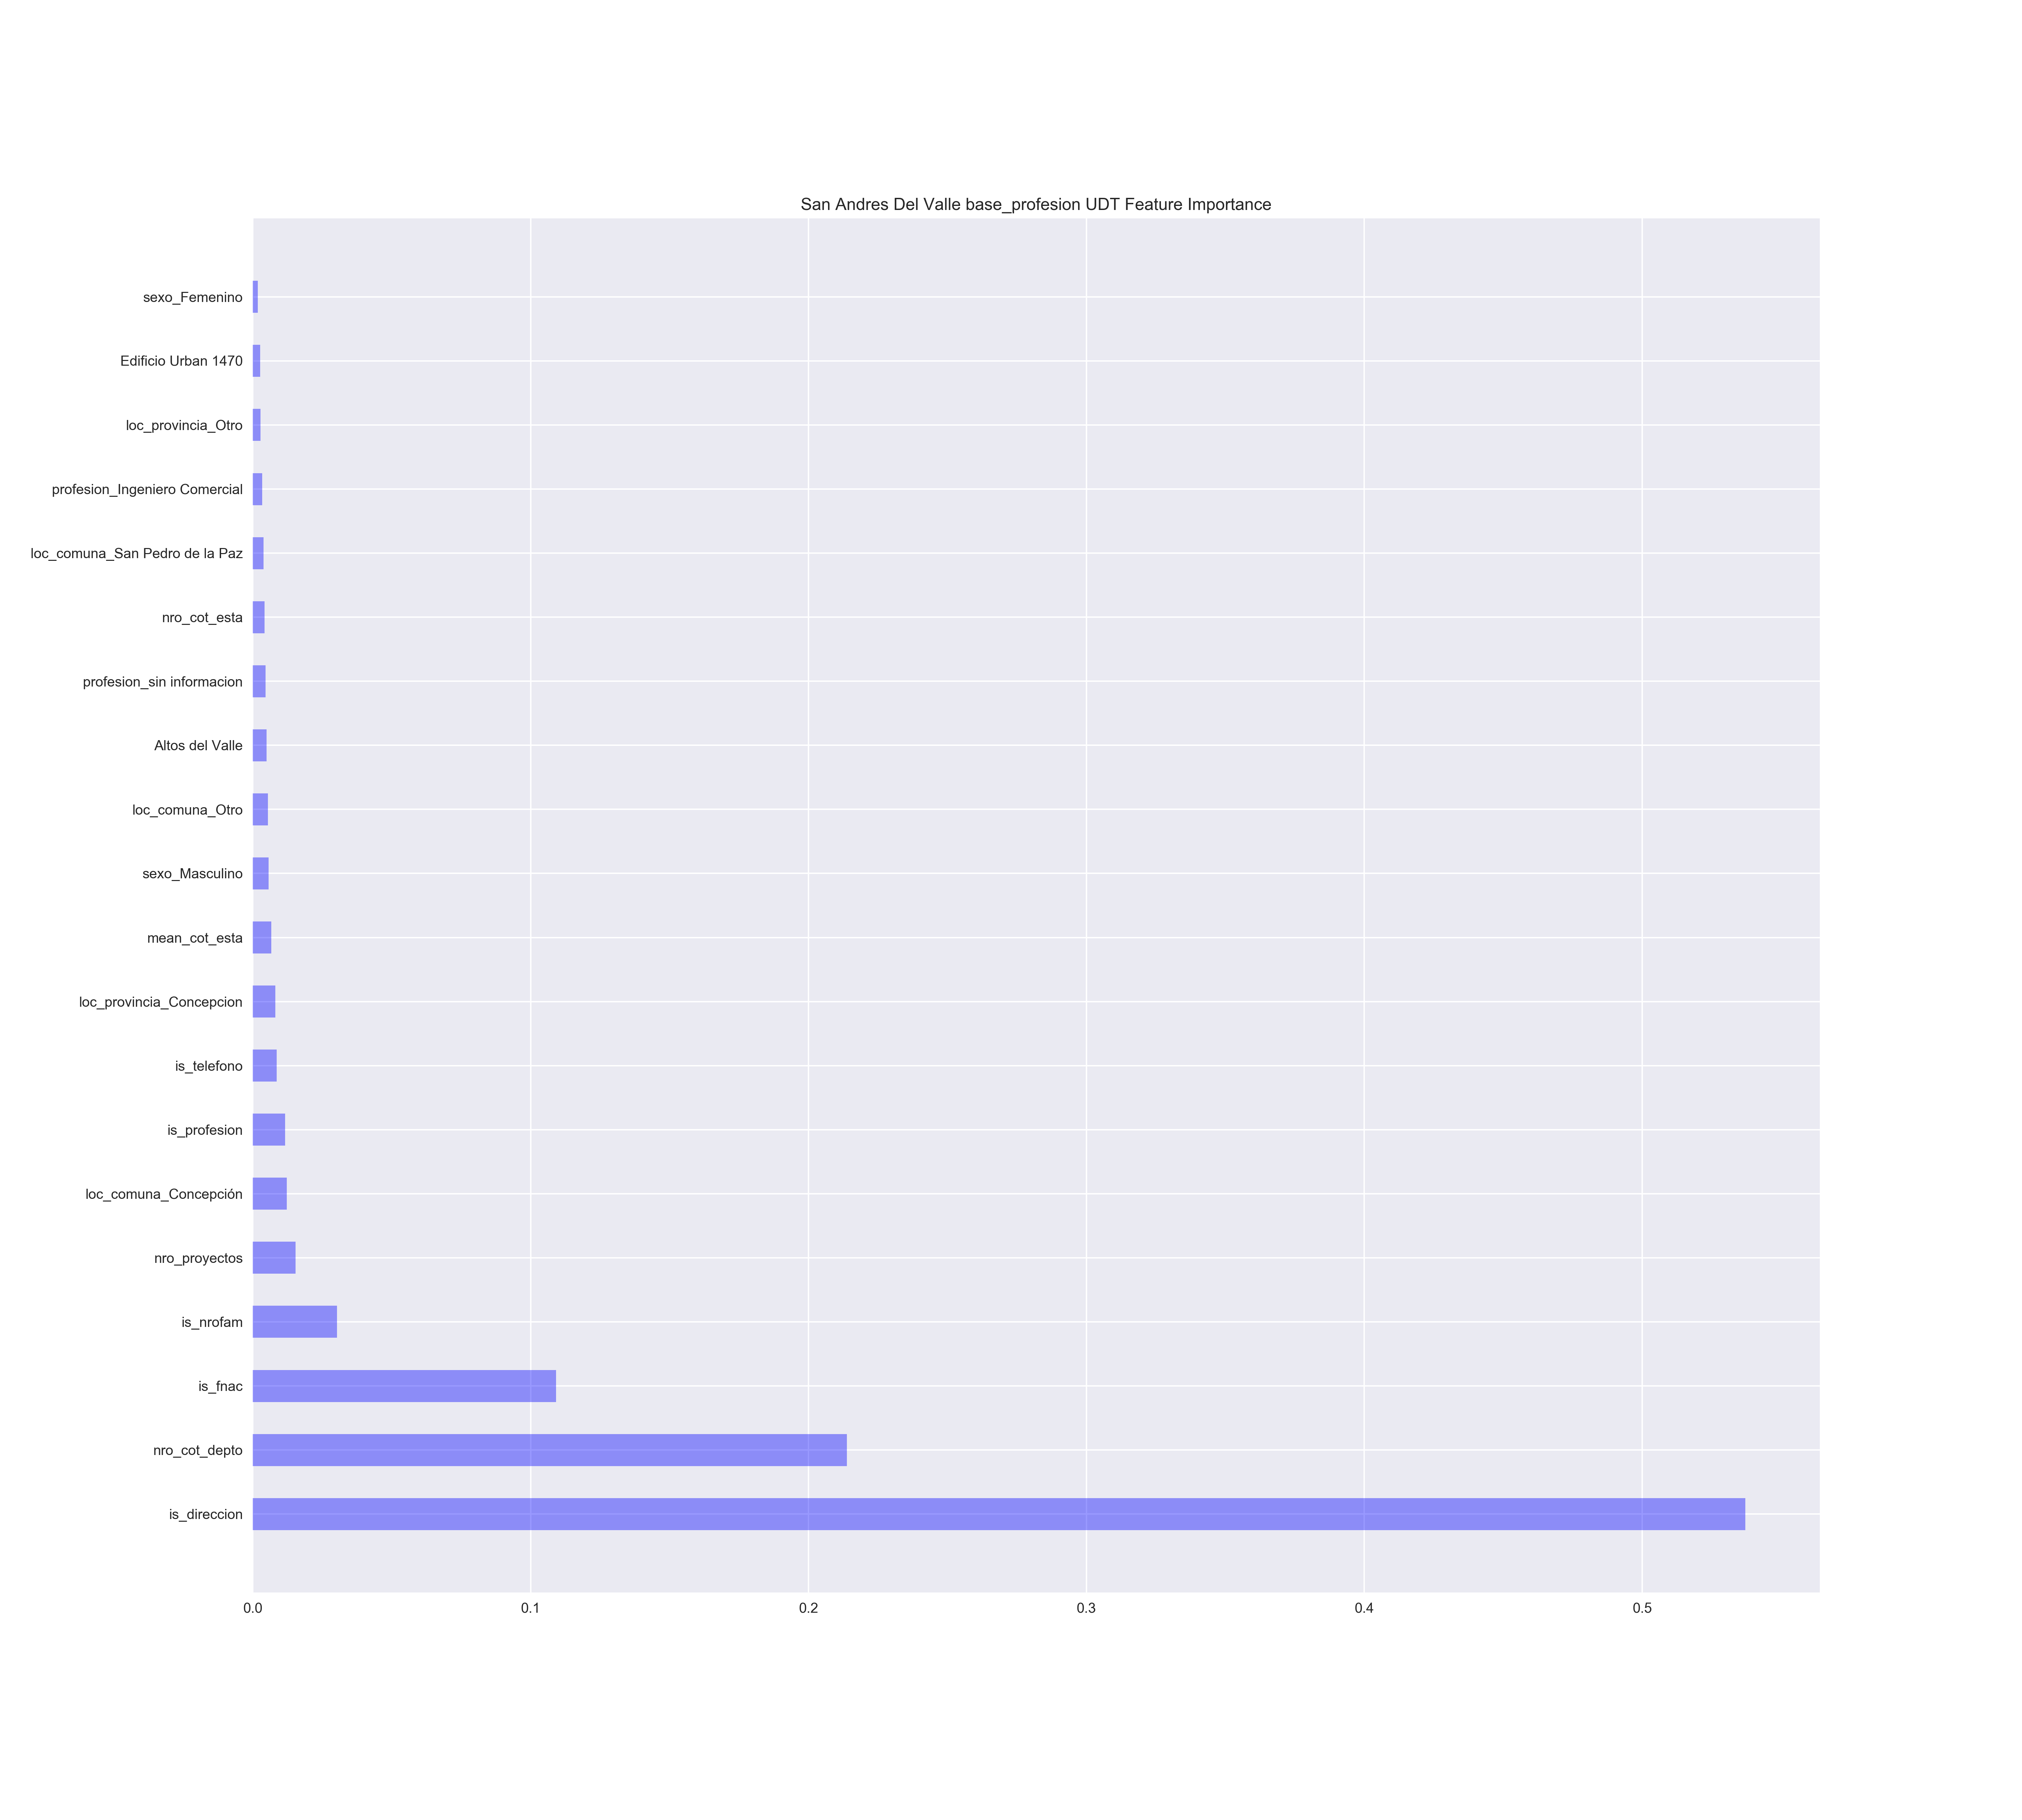 San Andres Del Valle base_profesion UDT Feature Importance
sexo_Femenino
Edificio Urban 1470
loc_provincia_Otro
profesion_Ingeniero Comercial
loc_comuna_San Pedro de la Paz
nro_cot_esta
profesion_sin informacion
Altos del Valle
loc_comuna_Otro
sexo_Masculino
mean_cot_esta
loc_provincia_Concepcion
is_telefono
is_profesion
loc_comuna_Concepción
nro_proyectos
is_nrofam
is_fnac
nro_cot_depto
is_direccion
0.0 0.1 0.2 0.3 0.4 0.5